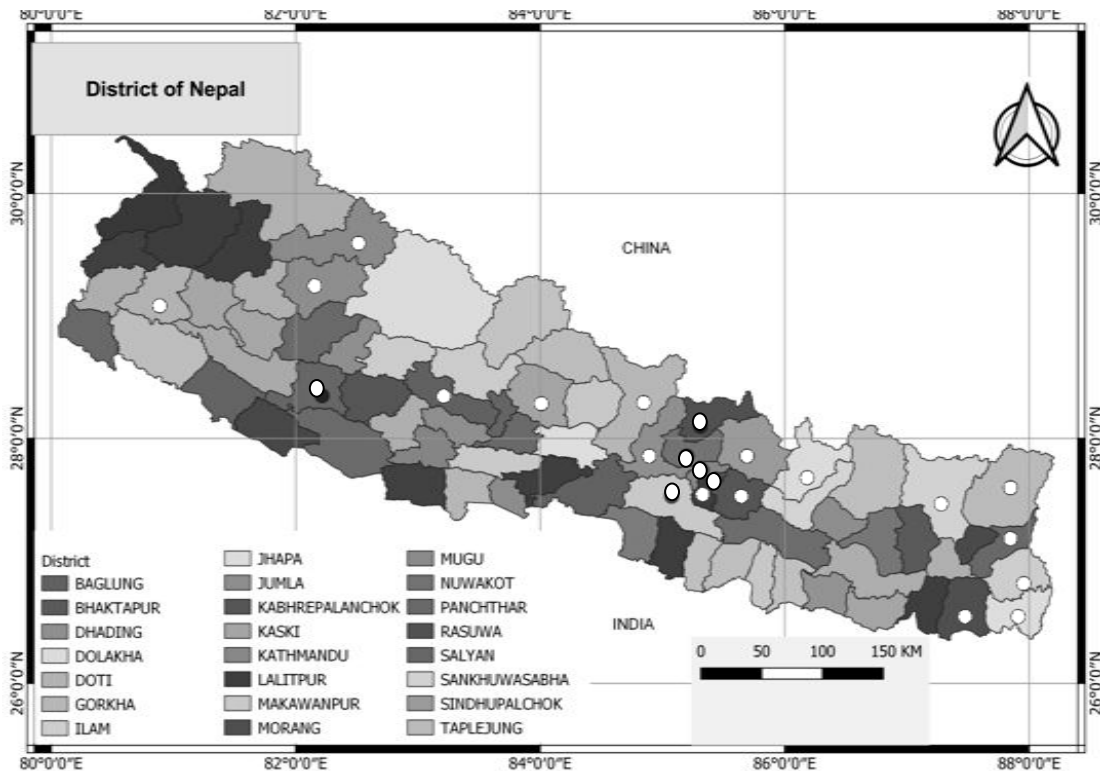 80°0'0"E 82°0'0"E 84°0'0"E 86°0'0"E 88°0'0"E
District of Nepal
30°0'0"N 30°0'0"N
CHINA
28°0'0"N 28°0'0"N
INDIA
26°0'0"N 26°0'0"N
District
BAGLUNG
BHAKTAPUR
DHADING
DOLAKHA
DOTI
GORKHA
ILAM
JHAPA
JUMLA
KABHREPALANCHOK
KASKI
KATHMANDU
LALITPUR
MAKAWANPUR
MORANG
MUGU
NUWAKOT
PANCHTHAR
RASUWA
SALYAN
SANKHUWASABHA
SINDHUPALCHOK
TAPLEJUNG
0 50 100 150 KM
80°0'0"E 82°0'0"E 84°0'0"E 86°0'0"E 88°0'0"E